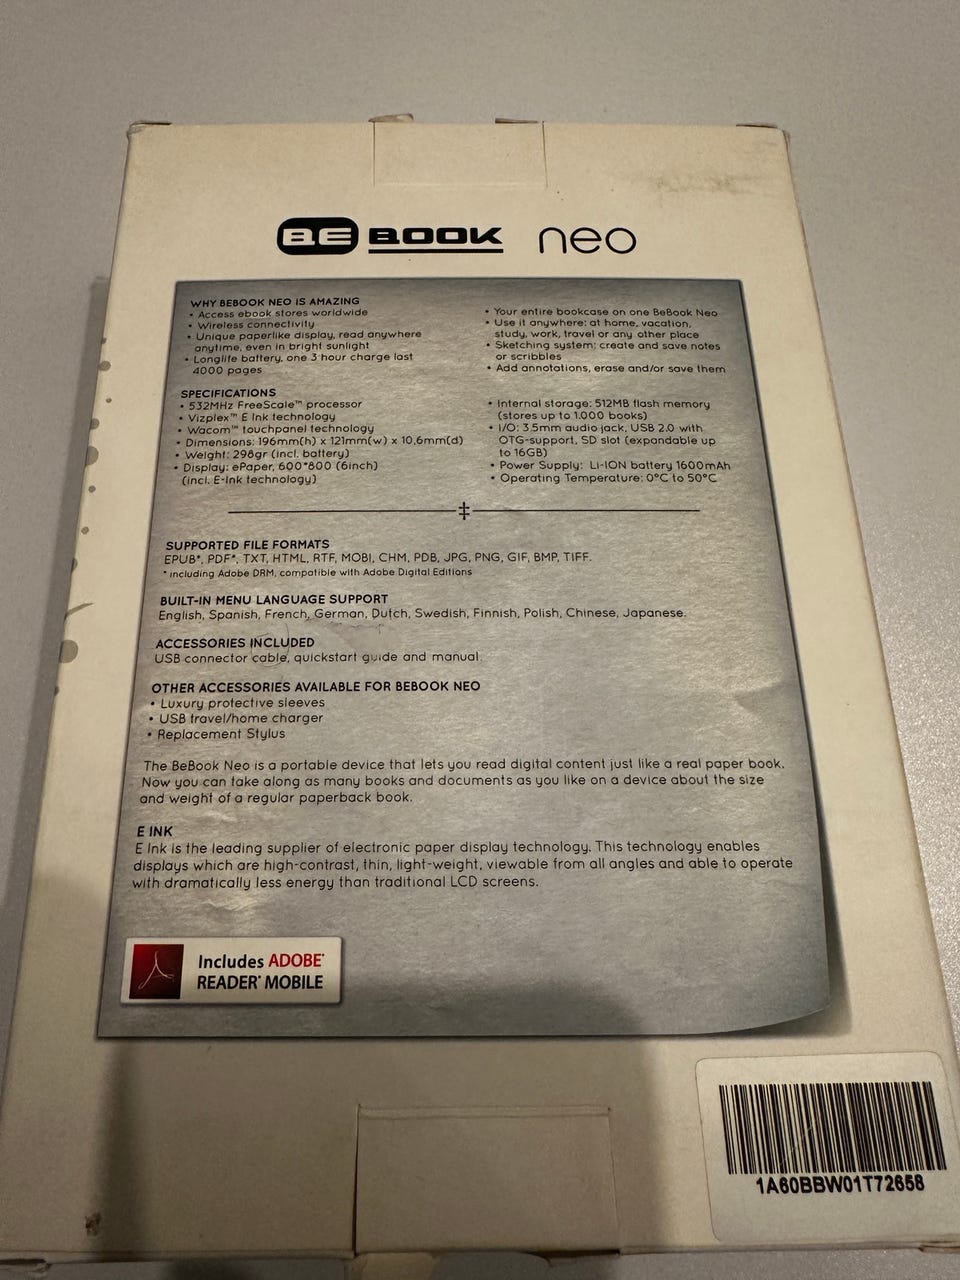 BE BOOK neo
WHY BEBOOK NEO IS AMAZING
• Access ebook stores worldwide
• Wireless connectivity
• Unique paperlike display, read anywhere
anytime, even in bright sunlight
• Longlife battery, one 3 hour charge last
4000 pages
• Your entire bookcase on one BeBook Neo
• Use it anywhere: at home, vacation,
study, work, travel or any other place
• Sketching system: create and save notes
or scribbles
• Add annotations, erase and/or save them
SPECIFICATIONS
• 532MHz FreeScale™ processor
• Vizplex™ E Ink technology
• Wacom™ touchpanel technology
• Dimensions: 196mm(h) x 121mm(w) x 10,6mm(d)
• Weight: 298gr (incl. battery)
• Display: ePaper, 600*800 (6inch)
(incl. E-Ink technology)
• Internal storage: 512MB flash memory
(stores up to 1.000 books)
• I/O: 3,5mm audio jack, USB 2.0 with
OTG-support, SD slot (expandable up
to 16GB)
• Power Supply: Li-ION battery 1600mAh
• Operating Temperature: 0°C to 50°C
SUPPORTED FILE FORMATS
EPUB*, PDF*, TXT, HTML, RTF, MOBI, CHM, PDB, JPG, PNG, GIF, BMP, TIFF.
* including Adobe DRM, compatible with Adobe Digital Editions
BUILT-IN MENU LANGUAGE SUPPORT
English, Spanish, French, German, Dutch, Swedish, Finnish, Polish, Chinese, Japanese.
ACCESSORIES INCLUDED
USB connector cable, quickstart guide and manual.
OTHER ACCESSORIES AVAILABLE FOR BEBOOK NEO
• Luxury protective sleeves
• USB travel/home charger
• Replacement Stylus
The BeBook Neo is a portable device that lets you read digital content just like a real paper book.
Now you can take along as many books and documents as you like on a device about the size
and weight of a regular paperback book.
E INK
E Ink is the leading supplier of electronic paper display technology. This technology enables
displays which are high-contrast, thin, light-weight, viewable from all angles and able to operate
with dramatically less energy than traditional LCD screens.
Includes ADOBE®
READER® MOBILE
1A60BBW01T72658